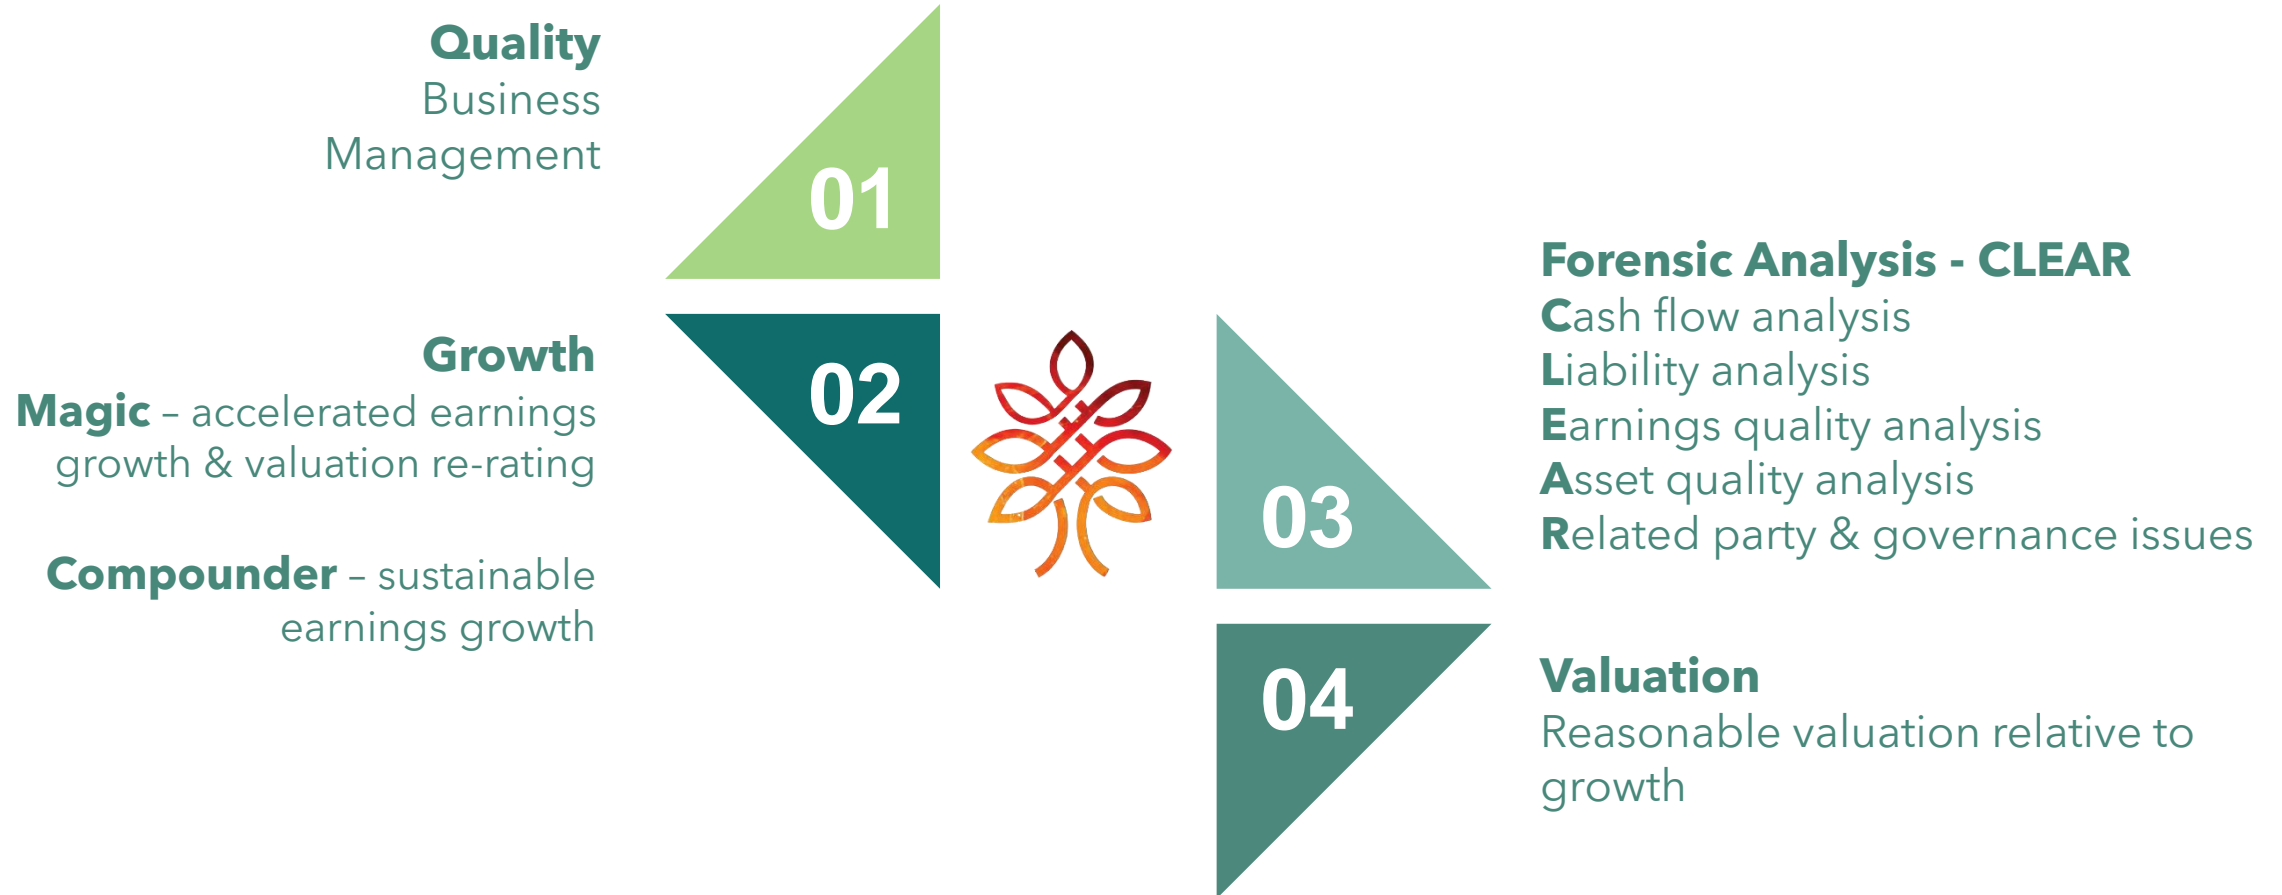 Quality
Business
Management
01
Growth
Magic – accelerated earnings
growth & valuation re-rating
Compounder – sustainable
earnings growth
02
03
Forensic Analysis - CLEAR
Cash flow analysis
Liability analysis
Earnings quality analysis
Asset quality analysis
Related party & governance issues
04
Valuation
Reasonable valuation relative to
growth